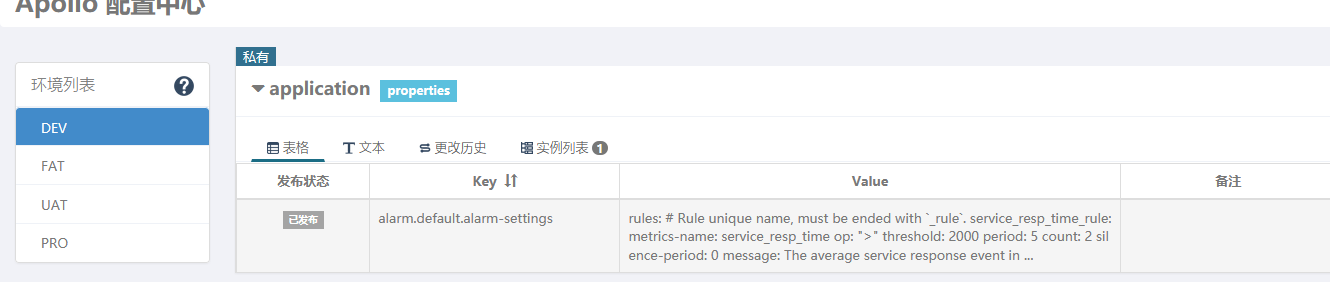 Apollo 配置中心
私有
环境列表
application properties
DEV
FAT
UAT
PRO
表格 文本 更改历史 实例列表 1
发布状态 Key Value 备注
已发布 alarm.default.alarm-settings rules: # Rule unique name, must be ended with `_rule`. service_resp_time_rule:
metrics-name: service_resp_time op: ">" threshold: 2000 period: 5 count: 2 sil
ence-period: 0 message: The average service response event in ...